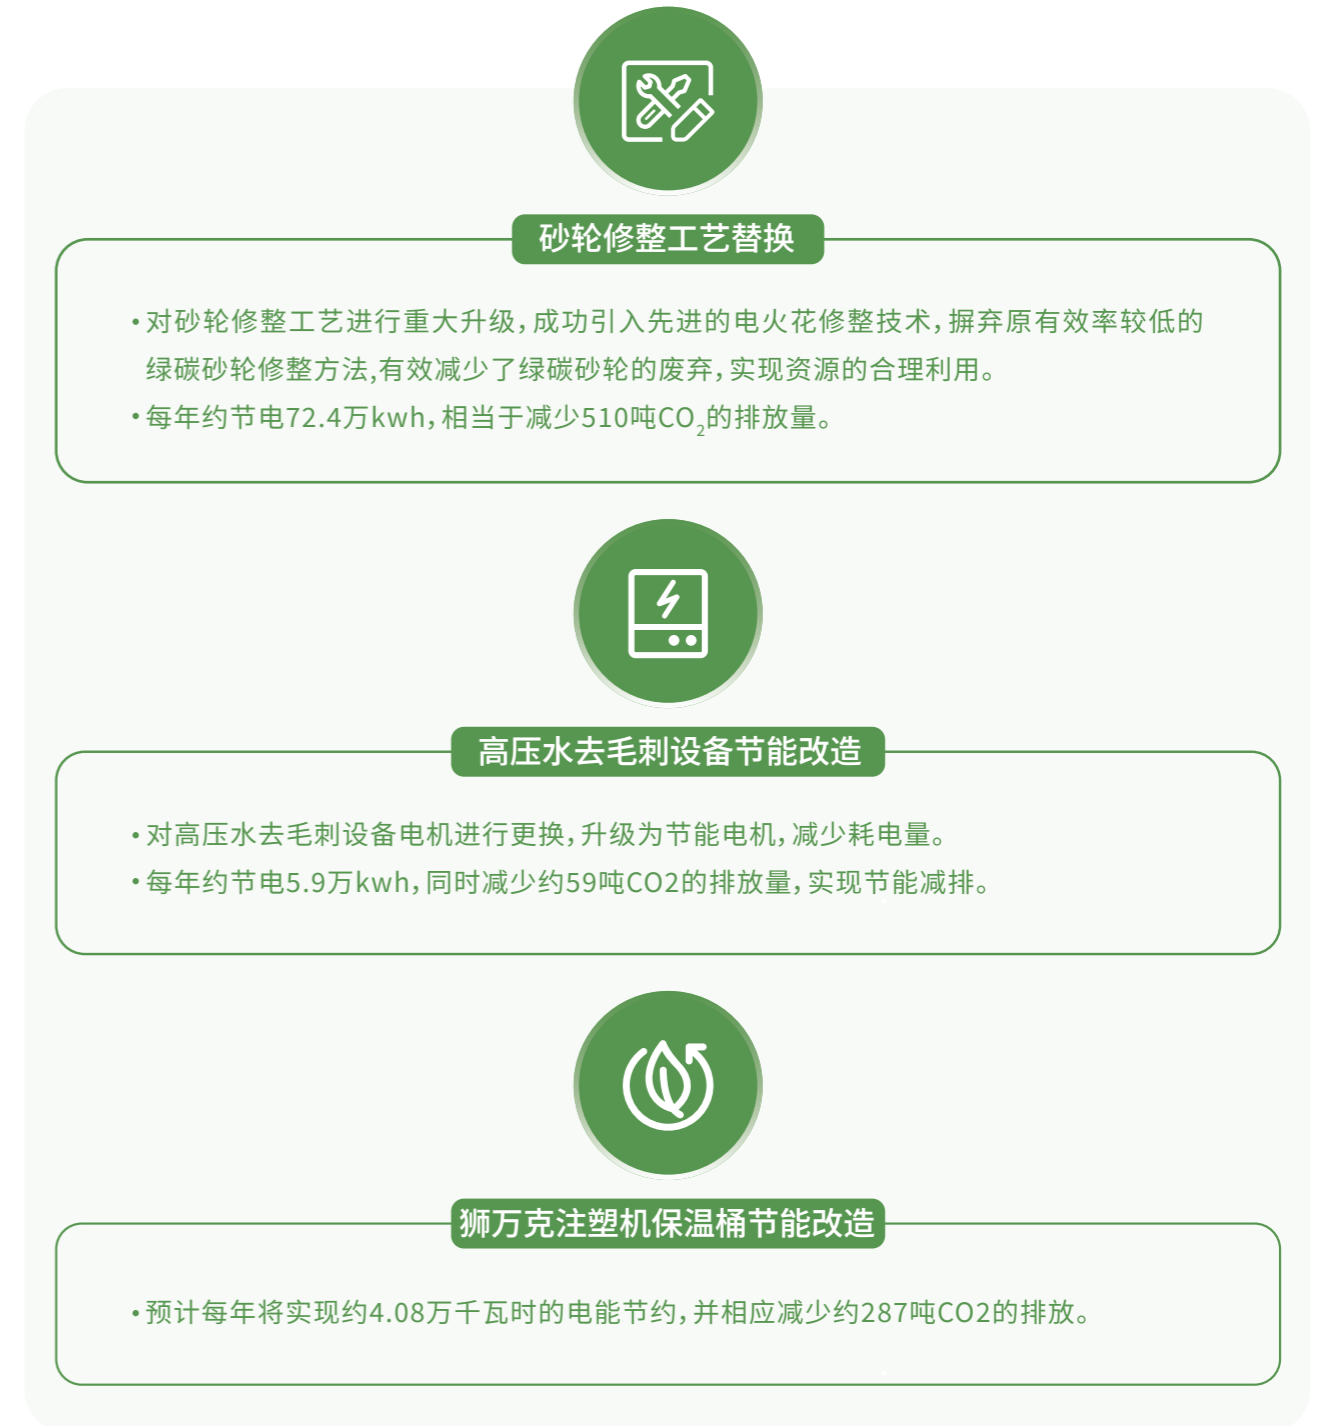 砂轮修整工艺替换
•对砂轮修整工艺进行重大升级，成功引入先进的电火花修整技术，摒弃原有效率较低的
绿碳砂轮修整方法,有效减少了绿碳砂轮的废弃，实现资源的合理利用。
•每年约节电72.4万kwh，相当于减少510吨CO₂的排放量。
高压水去毛刺设备节能改造
•对高压水去毛刺设备电机进行更换，升级为节能电机，减少耗电量。
•每年约节电5.9万kwh，同时减少约59吨CO2的排放量，实现节能减排。
狮万克注塑机保温桶节能改造
•预计每年将实现约4.08万千瓦时的电能节约，并相应减少约287吨CO2的排放。